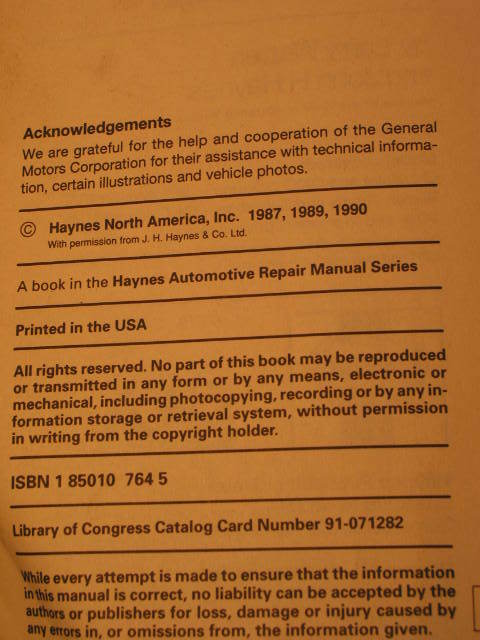 Acknowledgements
We are grateful for the help and cooperation of the General
Motors Corporation for their assistance with technical informa-
tion, certain illustrations and vehicle photos.
© Haynes North America, Inc. 1987, 1989, 1990
With permission from J. H. Haynes & Co. Ltd.
A book in the Haynes Automotive Repair Manual Series
Printed in the USA
All rights reserved. No part of this book may be reproduced
or transmitted in any form or by any means, electronic or
mechanical, including photocopying, recording or by any in-
formation storage or retrieval system, without permission
in writing from the copyright holder.
ISBN 1 85010 764 5
Library of Congress Catalog Card Number 91-071282
While every attempt is made to ensure that the information
in this manual is correct, no liability can be accepted by the
authors or publishers for loss, damage or injury caused by
any errors in, or omissions from, the information given.